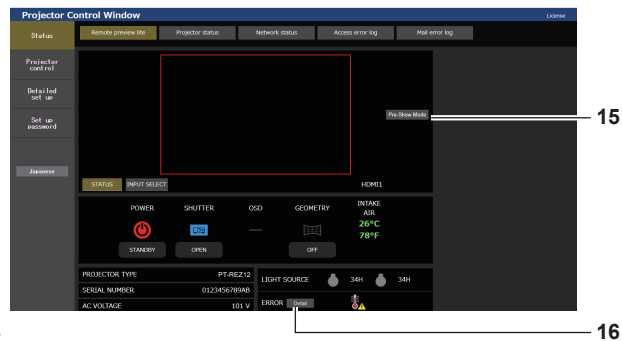 Projector Control Window
License
Status
Remote preview lite
Projector status
Network status
Access error log
Mail error log
Projector
control
Detailed
set up
Set up
password
Japanese
Pre-Show Mode
15
STATUS
INPUT SELECT
HDMI1
POWER
SHUTTER
OSD
GEOMETRY
INTAKE
AIR
26°C
78°F
STANDBY
OPEN
OFF
PROJECTOR TYPE PT-REZ12
SERIAL NUMBER 0123456789AB
AC VOLTAGE 101 V
LIGHT SOURCE 34H 34H
ERROR Detail
16